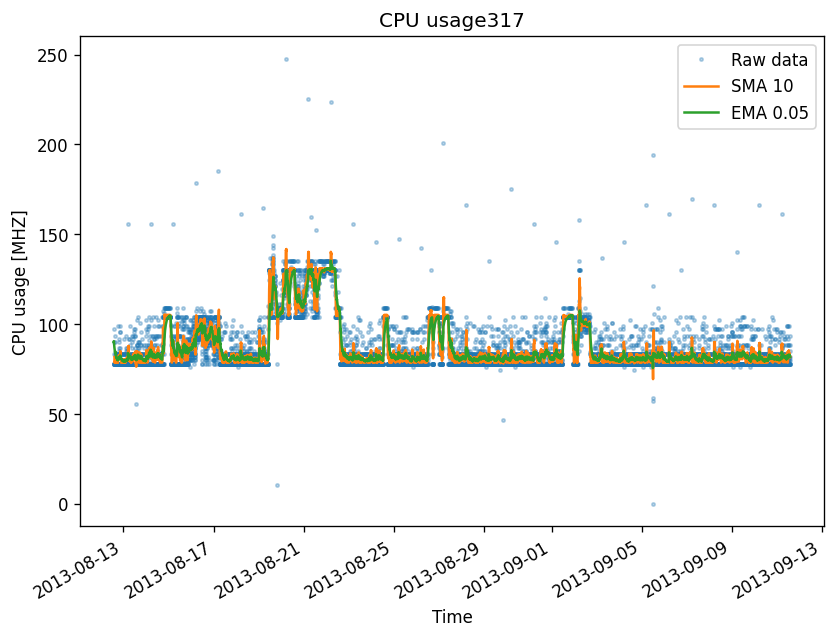 CPU usage317
250
200
150
100
50
0
CPU usage [MHZ]
Raw data
SMA 10
EMA 0.05
2013-08-13
2013-08-17
2013-08-21
2013-08-25
2013-08-29
2013-09-01
2013-09-05
2013-09-09
2013-09-13
Time